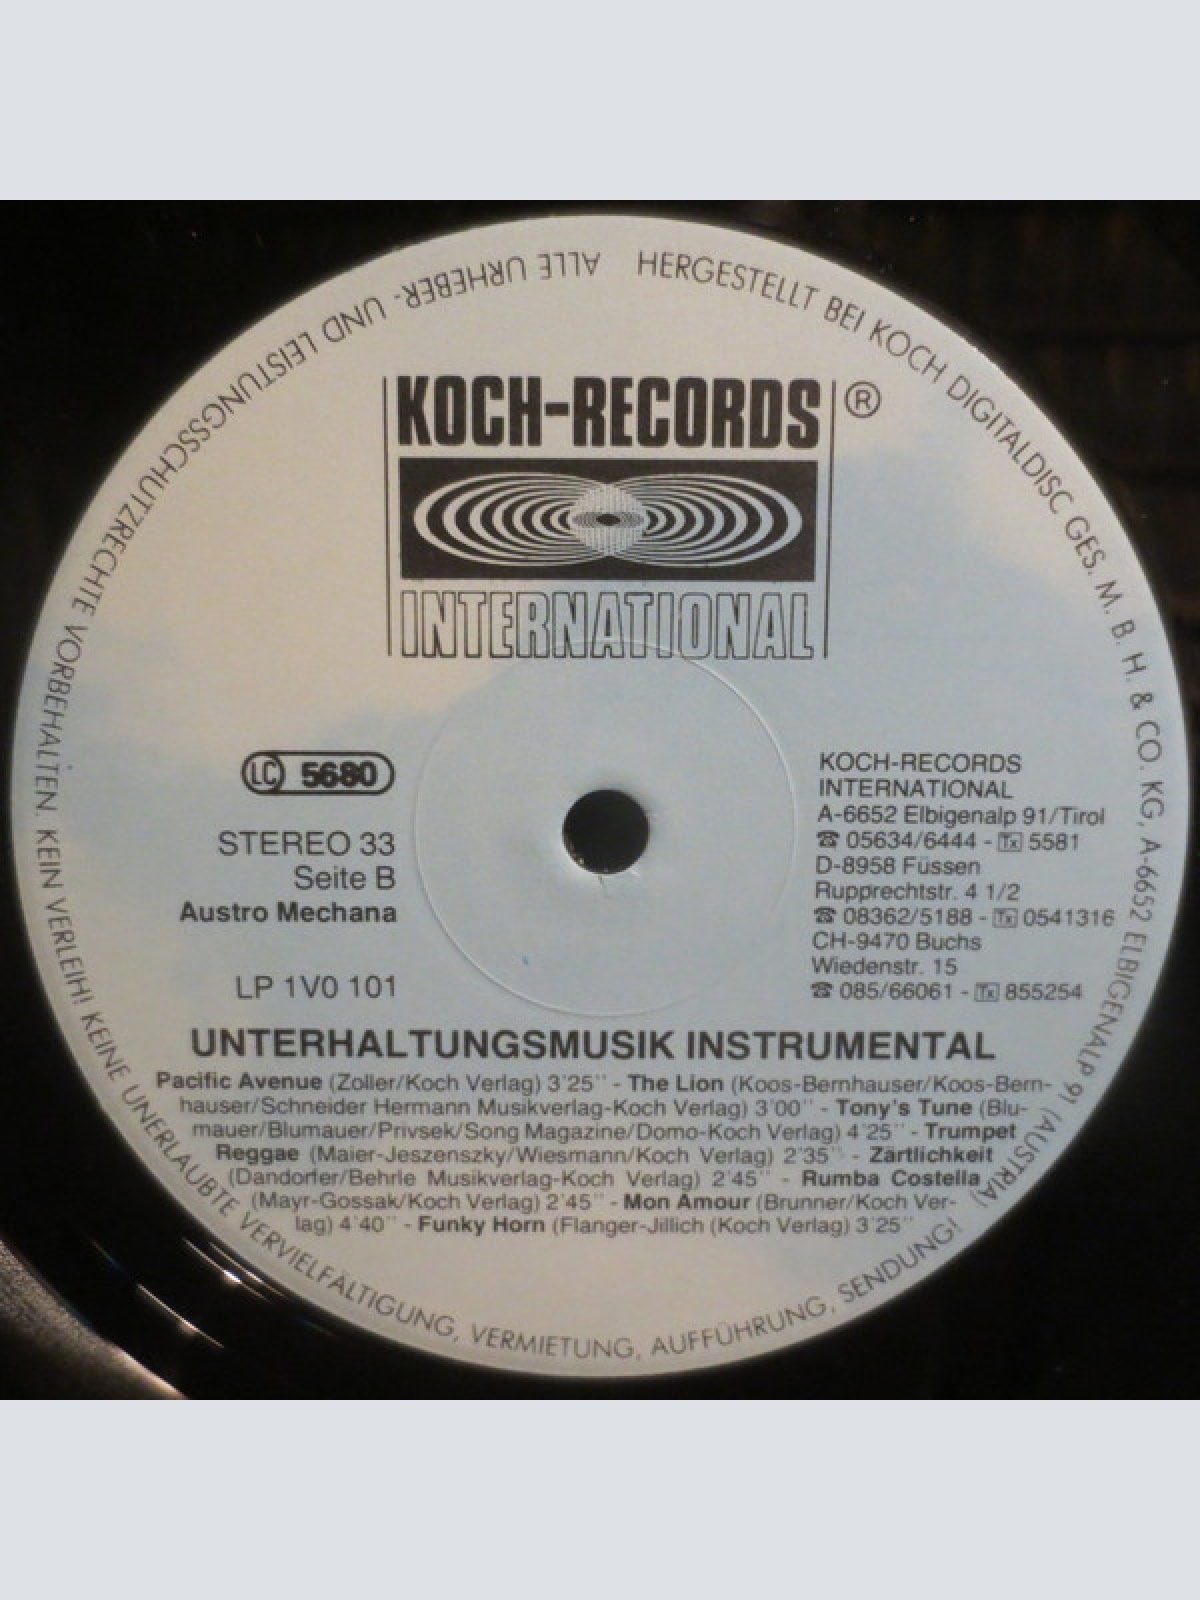 ALLE URHEBER- UND LEISTUNGSSCHUTZRECHTE VORBEHALTEN. KEIN VERLEIH! KEINE UNERLAUBTE VERVIELFÄLTIGUNG, VERMIETUNG, AUFFÜHRUNG, SENDUNG!
HERGESTELLT BEI KOCH DIGITALDISC GES. M. B. H. & CO. KG, A-6652 ELBIGENALP 91 (AUSTRIA)
KOCH-RECORDS ®
INTERNATIONAL
LC 5680
STEREO 33
Seite B
Austro Mechana
LP 1V0 101
KOCH-RECORDS
INTERNATIONAL
A-6652 Elbigenalp 91/Tirol
☎ 05634/6444 - Tx 5581
D-8958 Füssen
Rupprechtstr. 4 1/2
☎ 08362/5188 - Tx 0541316
CH-9470 Buchs
Wiedenstr. 15
☎ 085/66061 - Tx 855254
UNTERHALTUNGSMUSIK INSTRUMENTAL
Pacific Avenue (Zoller/Koch Verlag) 3'25'' - The Lion (Koos-Bernhauser/Koos-Bern-
hauser/Schneider Hermann Musikverlag-Koch Verlag) 3'00'' - Tony's Tune (Blu-
mauer/Blumauer/Privsek/Song Magazine/Domo-Koch Verlag) 4'25'' - Trumpet
Reggae (Maier-Jeszenszky/Wiesmann/Koch Verlag) 2'35'' - Zärtlichkeit
(Dandorfer/Behrle Musikverlag-Koch Verlag) 2'45'' - Rumba Costella
(Mayr-Gossak/Koch Verlag) 2'45'' - Mon Amour (Brunner/Koch Ver-
lag) 4'40'' - Funky Horn (Flanger-Jillich (Koch Verlag) 3'25''